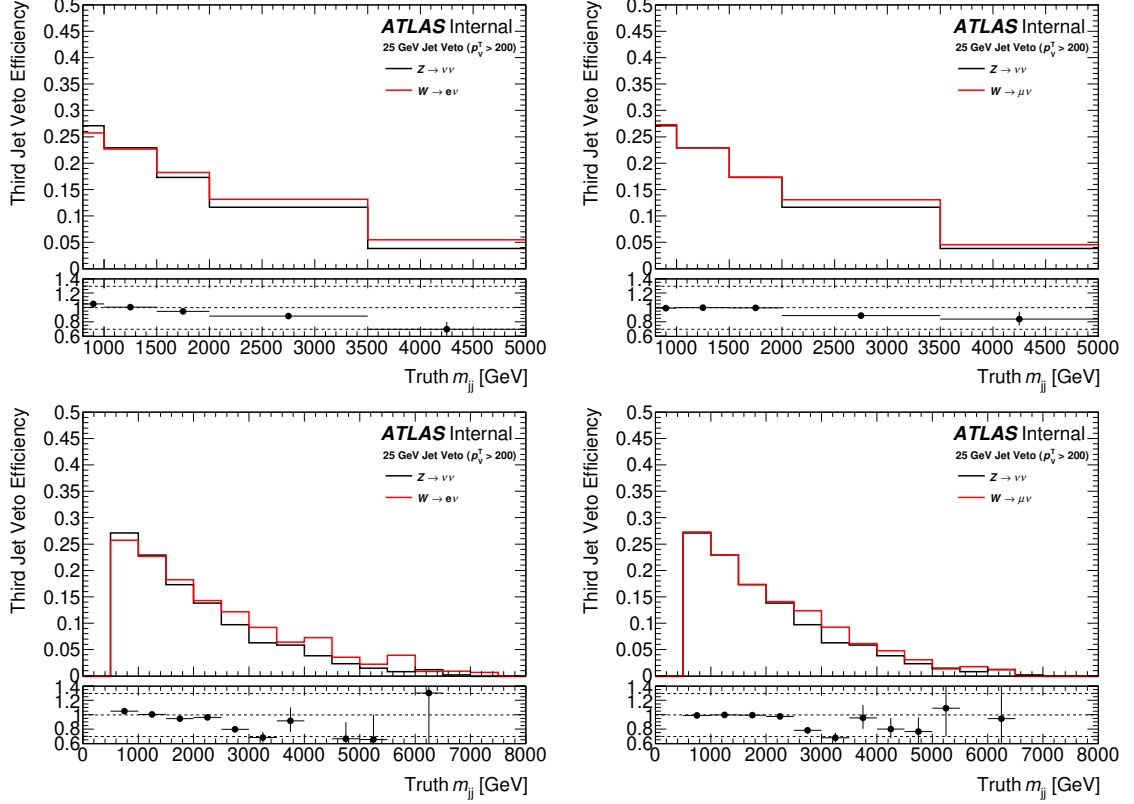 0.5
0.45
0.4
0.35
0.3
0.25
0.2
0.15
0.1
0.05
0
Third Jet Veto Efficiency
ATLAS Internal
25 GeV Jet Veto (p_V^T > 200)
Z → νν
W → eν
1.4
1.2
1.0
0.8
0.6
1000 1500 2000 2500 3000 3500 4000 4500 5000
Truth m_jj [GeV]
0.5
0.45
0.4
0.35
0.3
0.25
0.2
0.15
0.1
0.05
0
Third Jet Veto Efficiency
ATLAS Internal
25 GeV Jet Veto (p_V^T > 200)
Z → νν
W → μν
1.4
1.2
1.0
0.8
0.6
1000 1500 2000 2500 3000 3500 4000 4500 5000
Truth m_jj [GeV]
0.5
0.45
0.4
0.35
0.3
0.25
0.2
0.15
0.1
0.05
0
Third Jet Veto Efficiency
ATLAS Internal
25 GeV Jet Veto (p_V^T > 200)
Z → νν
W → eν
1.4
1.2
1.0
0.8
0.6
0 1000 2000 3000 4000 5000 6000 7000 8000
Truth m_jj [GeV]
0.5
0.45
0.4
0.35
0.3
0.25
0.2
0.15
0.1
0.05
0
Third Jet Veto Efficiency
ATLAS Internal
25 GeV Jet Veto (p_V^T > 200)
Z → νν
W → μν
1.4
1.2
1.0
0.8
0.6
0 1000 2000 3000 4000 5000 6000 7000 8000
Truth m_jj [GeV]